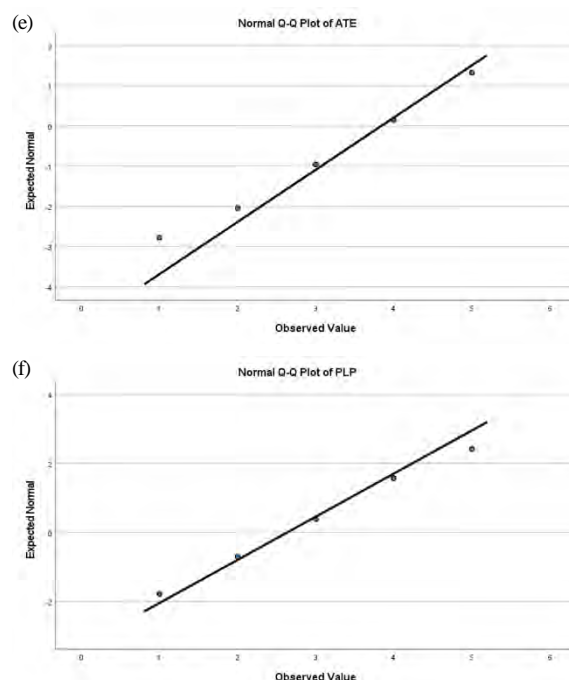 (e)
Normal Q-Q Plot of ATE
2
1
0
-1
-2
-3
-4
Expected Normal
0 1 2 3 4 5 6
Observed Value
(f)
Normal Q-Q Plot of PLP
4
2
0
-2
Expected Normal
0 1 2 3 4 5 6
Observed Value